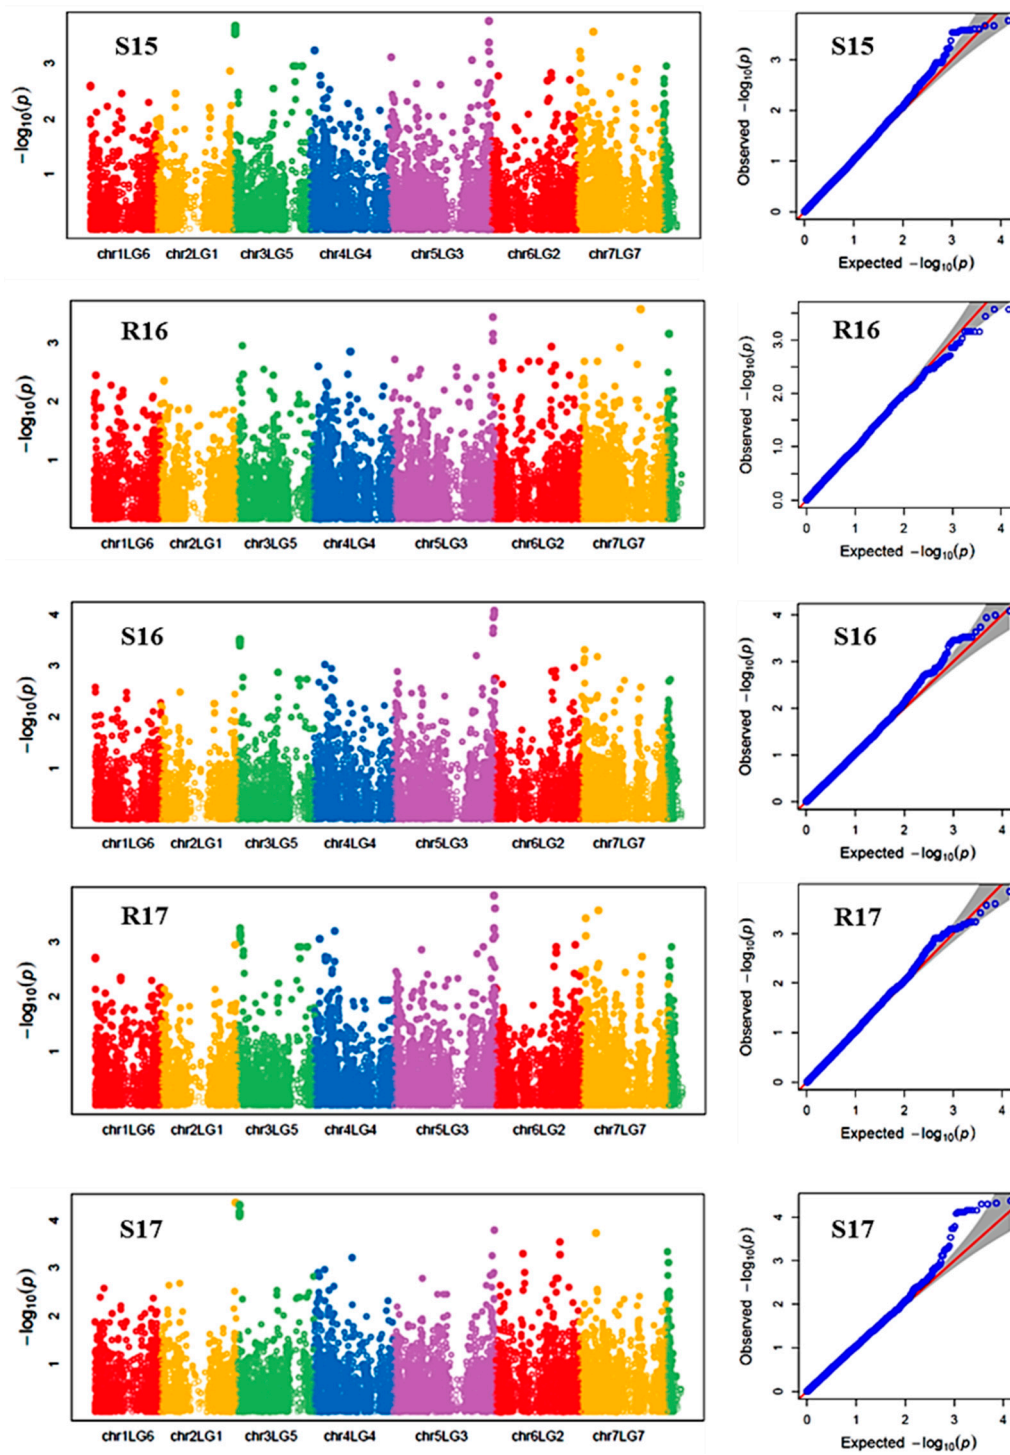 S15
−log₁₀(p)
3
2
1
chr1LG6 chr2LG1 chr3LG5 chr4LG4 chr5LG3 chr6LG2 chr7LG7
Observed −log₁₀(p)
3
2
1
0
0 1 2 3 4
Expected −log₁₀(p)
R16
−log₁₀(p)
3
2
1
chr1LG6 chr2LG1 chr3LG5 chr4LG4 chr5LG3 chr6LG2 chr7LG7
Observed −log₁₀(p)
3.0
2.0
1.0
0.0
0 1 2 3 4
Expected −log₁₀(p)
R16
S16
−log₁₀(p)
4
3
2
1
chr1LG6 chr2LG1 chr3LG5 chr4LG4 chr5LG3 chr6LG2 chr7LG7
S16
Observed −log₁₀(p)
4
3
2
1
0
0 1 2 3 4
Expected −log₁₀(p)
R17
−log₁₀(p)
3
2
1
chr1LG6 chr2LG1 chr3LG5 chr4LG4 chr5LG3 chr6LG2 chr7LG7
R17
Observed −log₁₀(p)
3
2
1
0
0 1 2 3 4
Expected −log₁₀(p)
S17
−log₁₀(p)
4
3
2
1
chr1LG6 chr2LG1 chr3LG5 chr4LG4 chr5LG3 chr6LG2 chr7LG7
S17
Observed −log₁₀(p)
4
3
2
1
0
0 1 2 3 4
Expected −log₁₀(p)
S15